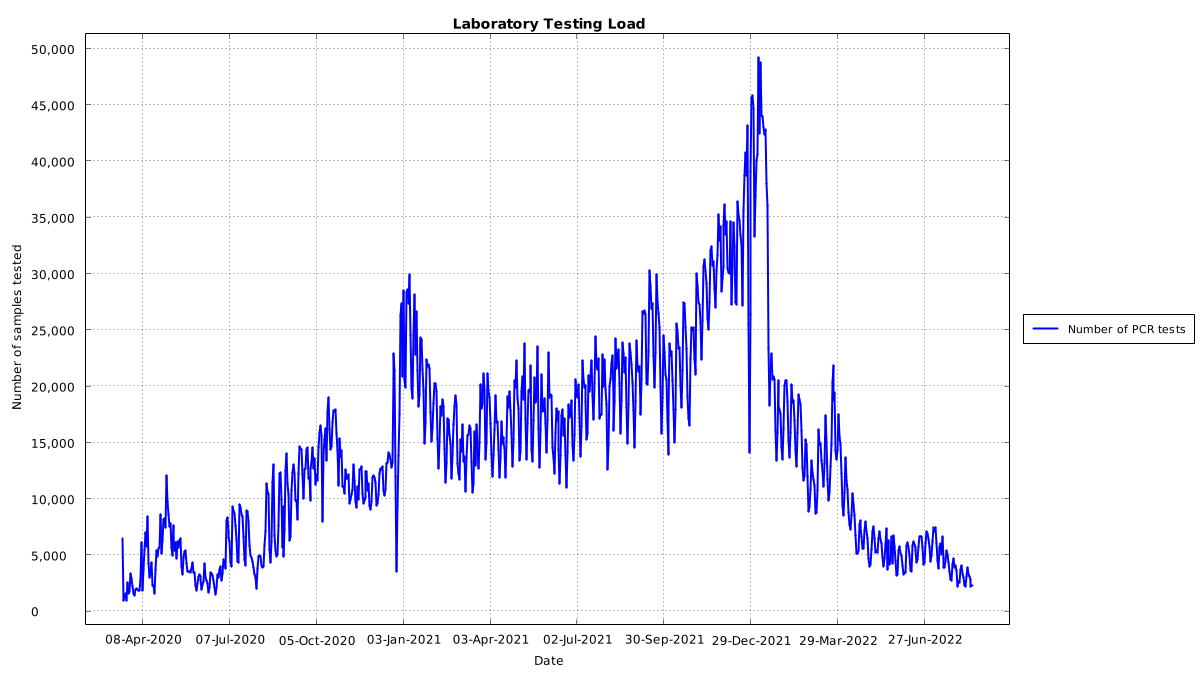 Laboratory Testing Load
Number of samples tested
50,000
45,000
40,000
35,000
30,000
25,000
20,000
15,000
10,000
5,000
0
08-Apr-2020 07-Jul-2020 05-Oct-2020 03-Jan-2021 03-Apr-2021 02-Jul-2021 30-Sep-2021 29-Dec-2021 29-Mar-2022 27-Jun-2022
Date
Number of PCR tests